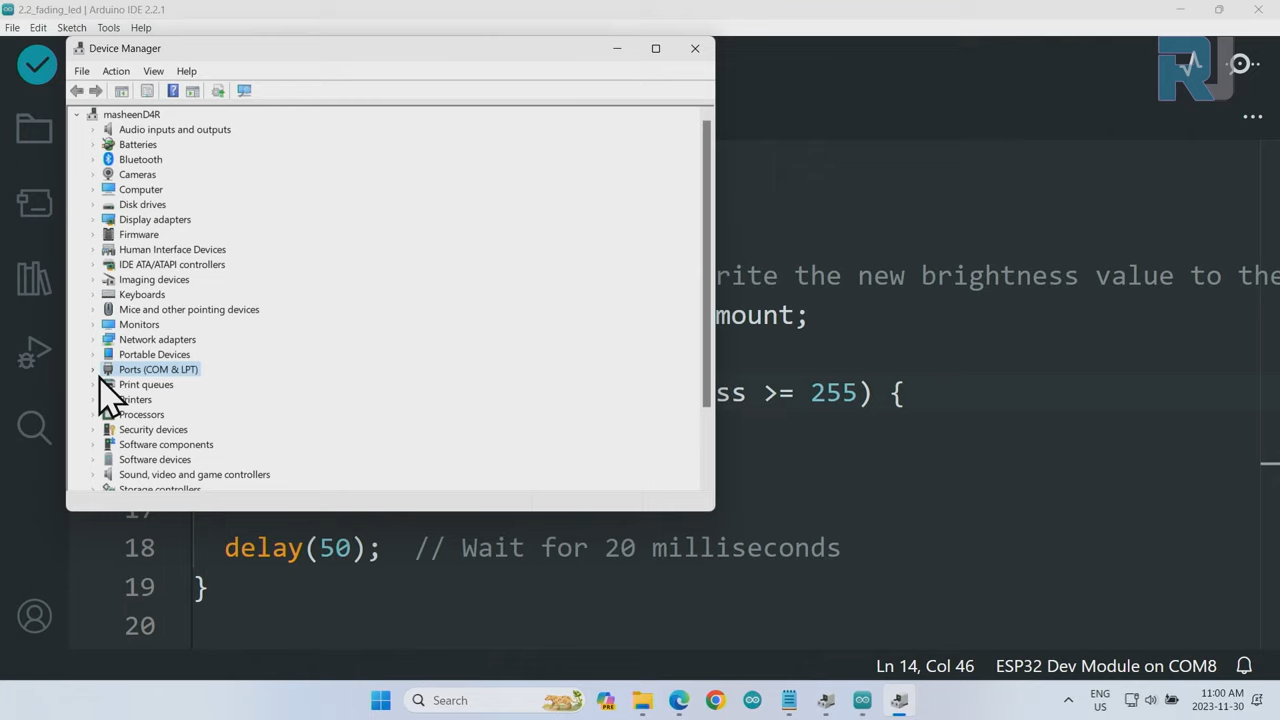 2.2_fading_led | Arduino IDE 2.2.1
File Edit Sketch Tools Help
Device Manager
File Action View Help
masheenD4R
Audio inputs and outputs
Batteries
Bluetooth
Cameras
Computer
Disk drives
Display adapters
Firmware
Human Interface Devices
IDE ATA/ATAPI controllers
Imaging devices
Keyboards
Mice and other pointing devices
Monitors
Network adapters
Portable Devices
Ports (COM & LPT)
Print queues
Printers
Processors
Security devices
Software components
Software devices
Sound, video and game controllers
Storage controllers
rite the new brightness value to the
mount;
ss >= 255) {
17
18 delay(50); // Wait for 20 milliseconds
19 }
20
Ln 14, Col 46 ESP32 Dev Module on COM8
Search
PRE
ENG
US
11:00 AM
2023-11-30
RJ